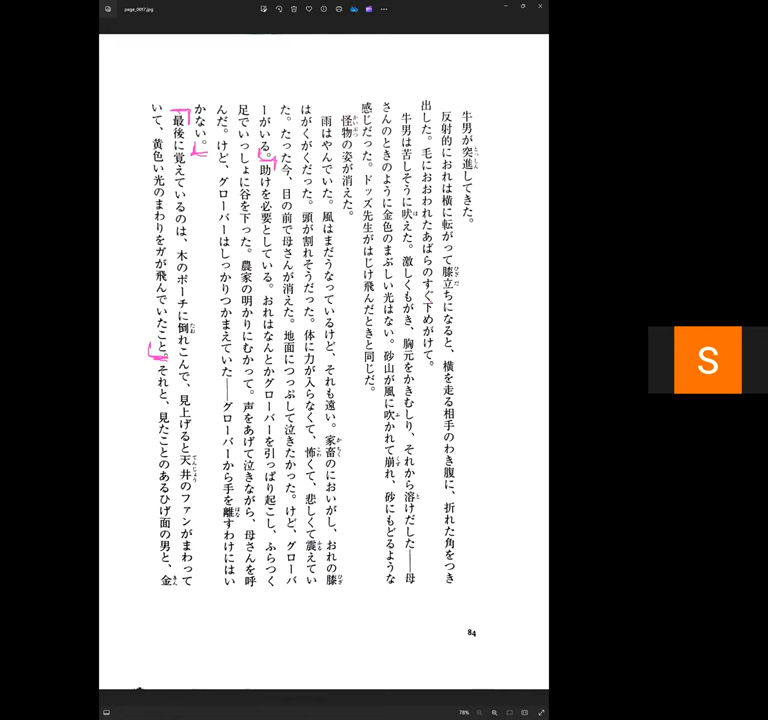 page_0017.jpg
牛男が突進してきた。
反射的におれは横に転がって膝立ちになると、横を走る相手のわき腹に、折れた角をつき
出した。毛におおわれたあばらのすぐ下めがけて。
牛男は苦しそうに吠えた。激しくもがき、胸元をかきむしり、それから溶けだした――母
さんのときのように金色のまぶしい光はない。砂山が風に吹かれて崩れ、砂にもどるような
感じだった。ドッズ先生がはじけ飛んだときと同じだ。
怪物の姿が消えた。
雨はやんでいた。風はまだうなっているけど、それも遠い。家畜のにおいがし、おれの膝
はがくがくだった。頭が割れそうだった。体に力が入らなくて、怖くて、悲しくて震えてい
た。たった今、目の前で母さんが消えた。地面につっぷして泣きたかった。けど、グローバ
ーがいる。助けを必要としている。おれはなんとかグローバーを引っぱり起こし、ふらつく
足でいっしょに谷を下った。農家の明かりにむかって。声をあげて泣きながら、母さんを呼
んだ。けど、グローバーはしっかりつかまえていた――グローバーから手を離すわけにはい
かない。
最後に覚えているのは、木のポーチに倒れこんで、見上げると天井のファンがまわって
いて、黄色い光のまわりをガが飛んでいたこと。それと、見たことのあるひげ面の男と、金
84
S
78%